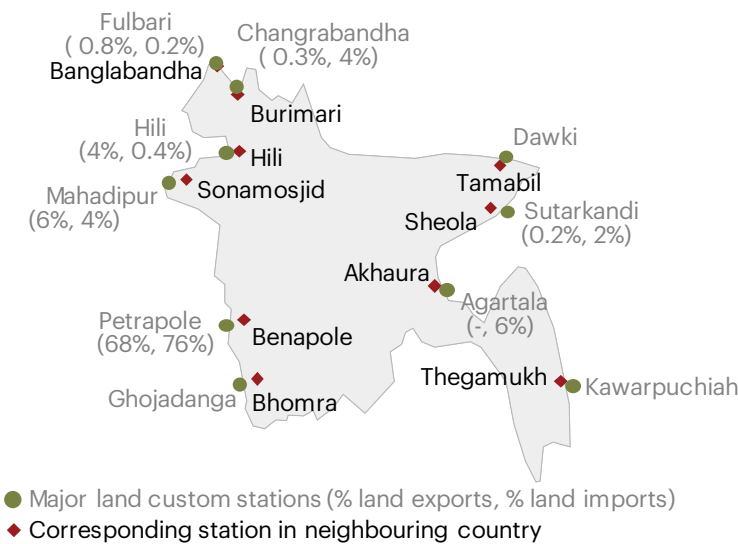 Fulbari
( 0.8%, 0.2%)
Changrabandha
( 0.3%, 4%)
Banglabandha
Burimari
Hili
(4%, 0.4%)
Hili
Dawki
Mahadipur
(6%, 4%)
Sonamosjid
Tamabil
Sheola
Sutarkandi
(0.2%, 2%)
Akhaura
Agartala
(-, 6%)
Petrapole
(68%, 76%)
Benapole
Thegamukh
Kawarpuchiah
Ghojadanga
Bhomra
Major land custom stations (% land exports, % land imports)
Corresponding station in neighbouring country